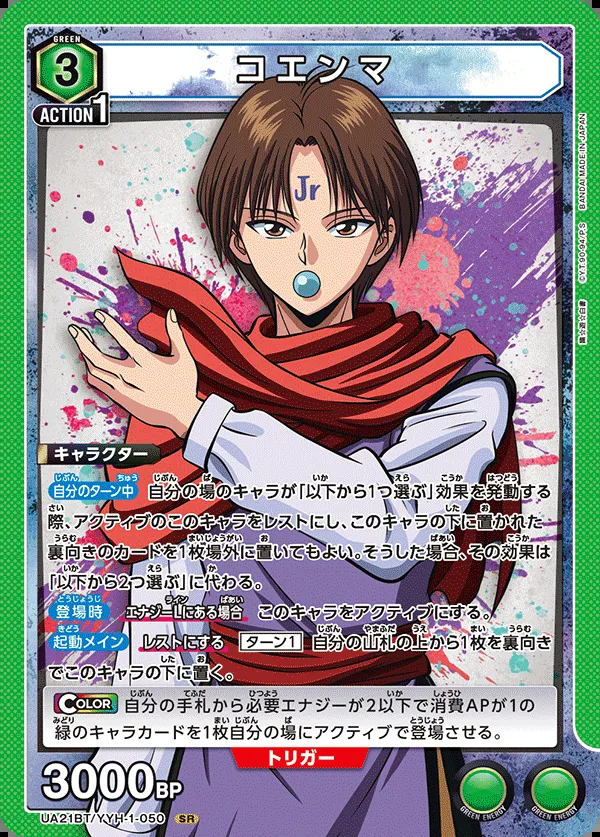 GREEN
3
ACTION 1
コエンマ
Jr
©Y.T.90-94/P.S BANDAI MADE IN JAPAN
キャラクター
自分のターン中 自分の場のキャラが「以下から1つ選ぶ」効果を発動する
際、アクティブのこのキャラをレストにし、このキャラの下に置かれた
裏向きのカードを1枚場外に置いてもよい。そうした場合、その効果は
「以下から2つ選ぶ」に代わる。
登場時 エナジーLにある場合 このキャラをアクティブにする。
起動メイン レストにする ターン1 自分の山札の上から1枚を裏向き
でこのキャラの下に置く。
COLOR 自分の手札から必要エナジーが2以下で消費APが1の
緑のキャラカードを1枚自分の場にアクティブで登場させる。
トリガー
3000BP
GREEN ENERGY
GREEN ENERGY
UA21BT/YYH-1-050 SR